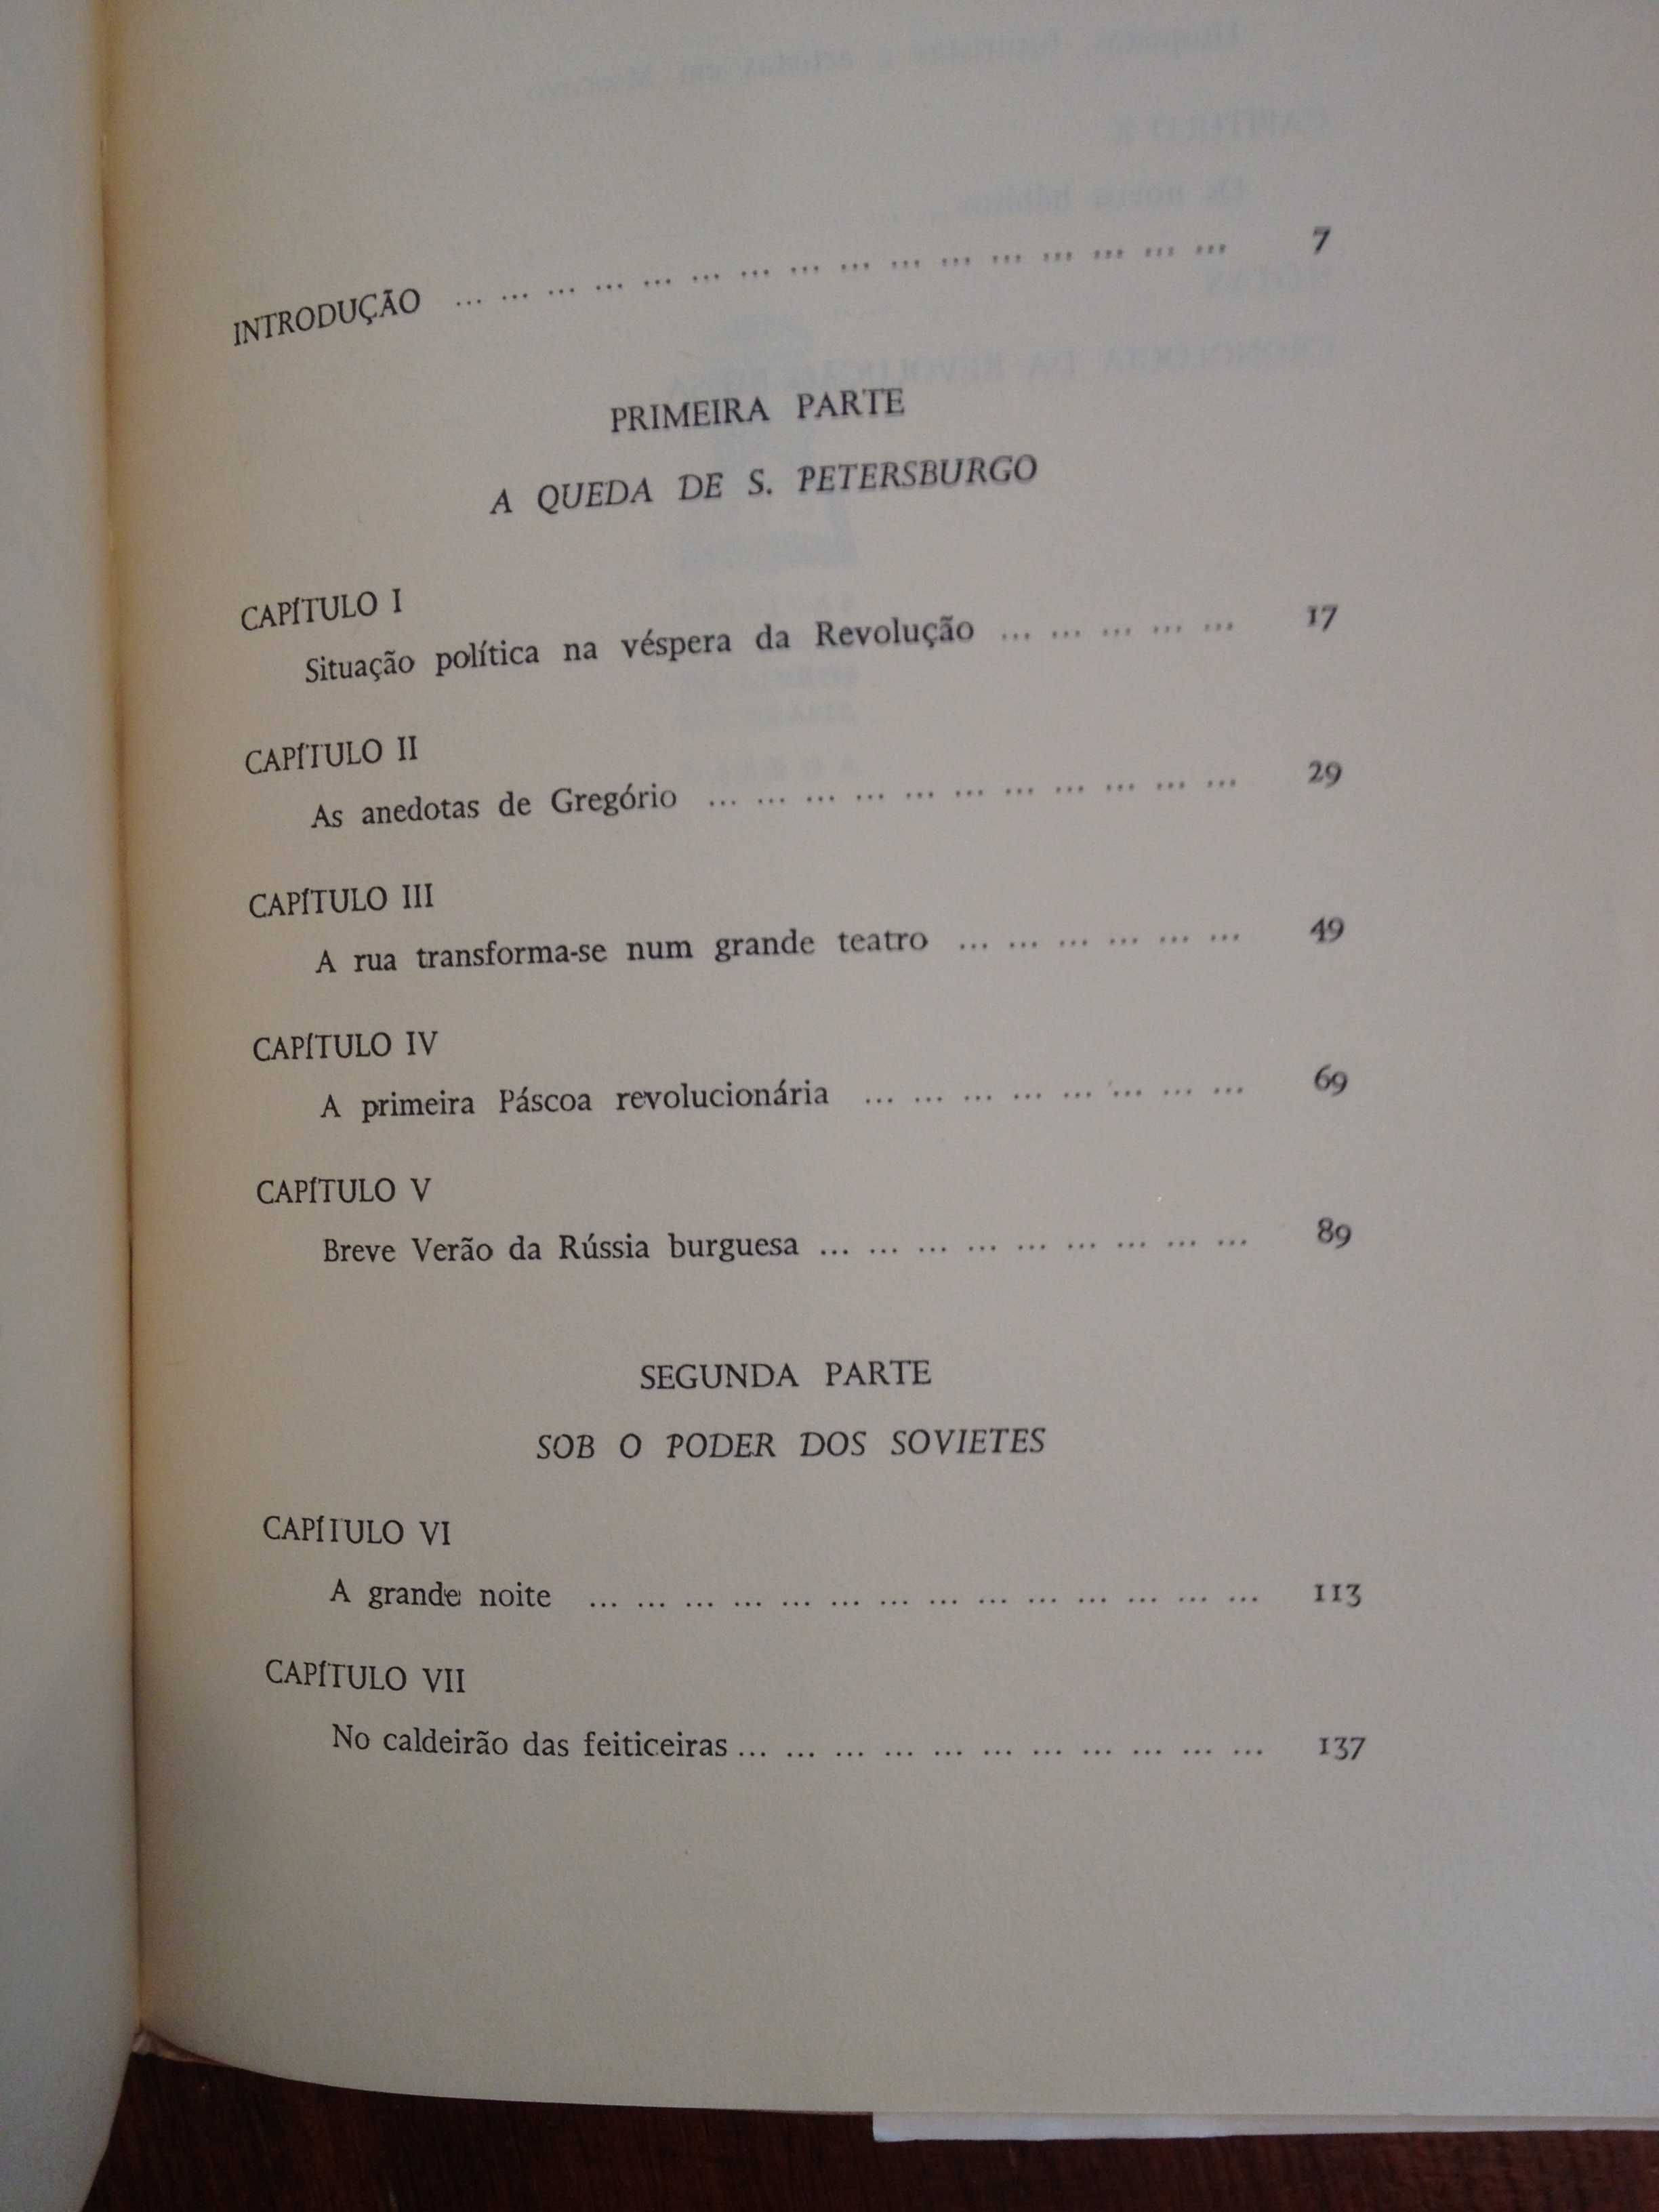 INTRODUÇÃO ... ... ... ... ... ... ... ... ... ... ... ... ... ... ... ... 7
PRIMEIRA PARTE
A QUEDA DE S. PETERSBURGO
CAPÍTULO I
Situação política na véspera da Revolução ... ... ... ... ... 17
CAPÍTULO II
As anedotas de Gregório ... ... ... ... ... ... ... ... ... ... ... 29
CAPÍTULO III
A rua transforma-se num grande teatro ... ... ... ... ... ... 49
CAPÍTULO IV
A primeira Páscoa revolucionária ... ... ... ... ... ... ... ... 69
CAPÍTULO V
Breve Verão da Rússia burguesa ... ... ... ... ... ... ... ... ... 89
SEGUNDA PARTE
SOB O PODER DOS SOVIETES
CAPÍTULO VI
A grande noite ... ... ... ... ... ... ... ... ... ... ... ... ... ... 113
CAPÍTULO VII
No caldeirão das feiticeiras ... ... ... ... ... ... ... ... ... ... ... 137